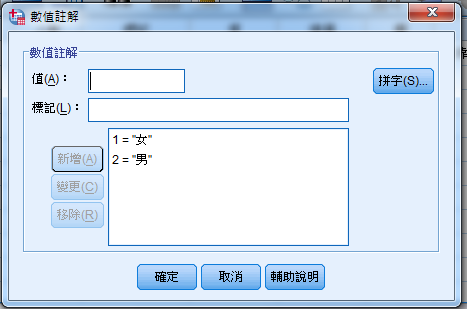 數值註解
數值註解
值(A)：
拼字(S)...
標記(L)：
1 = "女"
2 = "男"
新增(A)
變更(C)
移除(R)
確定
取消
輔助說明